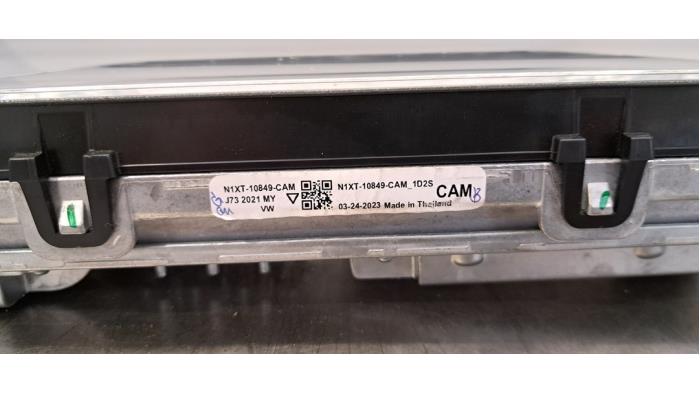 N1XT-10849-CAM
J73 2021 MY
VW
N1XT-10849-CAM_1D2S
03-24-2023 Made in Thailand
CAM